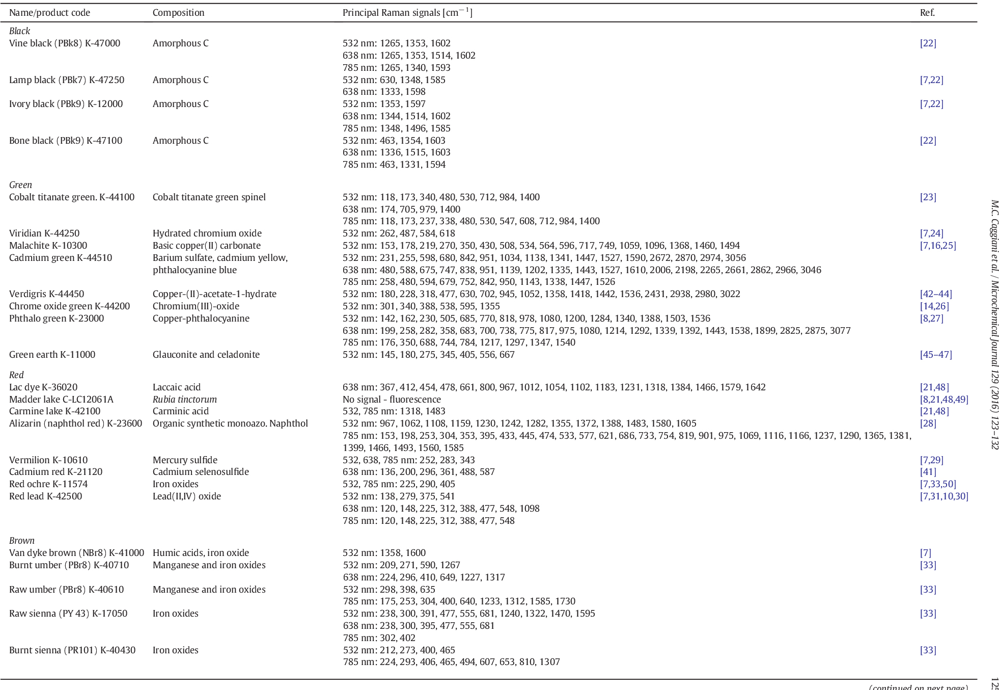 Name/product code Composition Principal Raman signals [cm−1] Ref.
Black
Vine black (PBk8) K-47000 Amorphous C 532 nm: 1265, 1353, 1602 [22]
638 nm: 1265, 1353, 1514, 1602
785 nm: 1265, 1340, 1593
Lamp black (PBk7) K-47250 Amorphous C 532 nm: 630, 1348, 1585 [7,22]
638 nm: 1333, 1598
Ivory black (PBk9) K-12000 Amorphous C 532 nm: 1353, 1597 [7,22]
638 nm: 1344, 1514, 1602
785 nm: 1348, 1496, 1585
Bone black (PBk9) K-47100 Amorphous C 532 nm: 463, 1354, 1603 [22]
638 nm: 1336, 1515, 1603
785 nm: 463, 1331, 1594
Green
Cobalt titanate green. K-44100 Cobalt titanate green spinel 532 nm: 118, 173, 340, 480, 530, 712, 984, 1400 [23]
638 nm: 174, 705, 979, 1400
785 nm: 118, 173, 237, 338, 480, 530, 547, 608, 712, 984, 1400
Viridian K-44250 Hydrated chromium oxide 532 nm: 262, 487, 584, 618 [7,24]
Malachite K-10300 Basic copper(II) carbonate 532 nm: 153, 178, 219, 270, 350, 430, 508, 534, 564, 596, 717, 749, 1059, 1096, 1368, 1460, 1494 [7,16,25]
Cadmium green K-44510 Barium sulfate, cadmium yellow, 532 nm: 231, 255, 598, 680, 842, 951, 1034, 1138, 1341, 1447, 1527, 1590, 2672, 2870, 2974, 3056
phthalocyanine blue 638 nm: 480, 588, 675, 747, 838, 951, 1139, 1202, 1335, 1443, 1527, 1610, 2006, 2198, 2265, 2661, 2862, 2966, 3046
785 nm: 258, 480, 594, 679, 752, 842, 950, 1143, 1338, 1447, 1526
Verdigris K-44450 Copper-(II)-acetate-1-hydrate 532 nm: 180, 228, 318, 477, 630, 702, 945, 1052, 1358, 1418, 1442, 1536, 2431, 2938, 2980, 3022 [42–44]
Chrome oxide green K-44200 Chromium(III)-oxide 532 nm: 301, 340, 388, 538, 595, 1355 [14,26]
Phthalo green K-23000 Copper-phthalocyanine 532 nm: 142, 162, 230, 505, 685, 770, 818, 978, 1080, 1200, 1284, 1340, 1388, 1503, 1536 [8,27]
638 nm: 199, 258, 282, 358, 683, 700, 738, 775, 817, 975, 1080, 1214, 1292, 1339, 1392, 1443, 1538, 1899, 2825, 2875, 3077
785 nm: 176, 350, 688, 744, 784, 1217, 1297, 1347, 1540
Green earth K-11000 Glauconite and celadonite 532 nm: 145, 180, 275, 345, 405, 556, 667 [45–47]
Red
Lac dye K-36020 Laccaic acid 638 nm: 367, 412, 454, 478, 661, 800, 967, 1012, 1054, 1102, 1183, 1231, 1318, 1384, 1466, 1579, 1642 [21,48]
Madder lake C-LC12061A Rubia tinctorum No signal - fluorescence [8,21,48,49]
Carmine lake K-42100 Carminic acid 532, 785 nm: 1318, 1483 [21,48]
Alizarin (naphthol red) K-23600 Organic synthetic monoazo. Naphthol 532 nm: 967, 1062, 1108, 1159, 1230, 1242, 1282, 1355, 1372, 1388, 1483, 1580, 1605 [28]
785 nm: 153, 198, 253, 304, 353, 395, 433, 445, 474, 533, 577, 621, 686, 733, 754, 819, 901, 975, 1069, 1116, 1166, 1237, 1290, 1365, 1381,
1399, 1466, 1493, 1560, 1585
Vermilion K-10610 Mercury sulfide 532, 638, 785 nm: 252, 283, 343 [7,29]
Cadmium red K-21120 Cadmium selenosulfide 638 nm: 136, 200, 296, 361, 488, 587 [41]
Red ochre K-11574 Iron oxides 532, 785 nm: 225, 290, 405 [7,33,50]
Red lead K-42500 Lead(II,IV) oxide 532 nm: 138, 279, 375, 541 [7,31,10,30]
638 nm: 120, 148, 225, 312, 388, 477, 548, 1098
785 nm: 120, 148, 225, 312, 388, 477, 548
Brown
Van dyke brown (NBr8) K-41000 Humic acids, iron oxide 532 nm: 1358, 1600 [7]
Burnt umber (PBr8) K-40710 Manganese and iron oxides 532 nm: 209, 271, 590, 1267 [33]
638 nm: 224, 296, 410, 649, 1227, 1317
Raw umber (PBr8) K-40610 Manganese and iron oxides 532 nm: 298, 398, 635 [33]
785 nm: 175, 253, 304, 400, 640, 1233, 1312, 1585, 1730
Raw sienna (PY 43) K-17050 Iron oxides 532 nm: 238, 300, 391, 477, 555, 681, 1240, 1322, 1470, 1595 [33]
638 nm: 238, 300, 395, 477, 555, 681
785 nm: 302, 402
Burnt sienna (PR101) K-40430 Iron oxides 532 nm: 212, 273, 400, 465 [33]
785 nm: 224, 293, 406, 465, 494, 607, 653, 810, 1307
(continued on next page)
M.C. Caggiani et al. / Microchemical Journal 129 (2016) 123–132
125